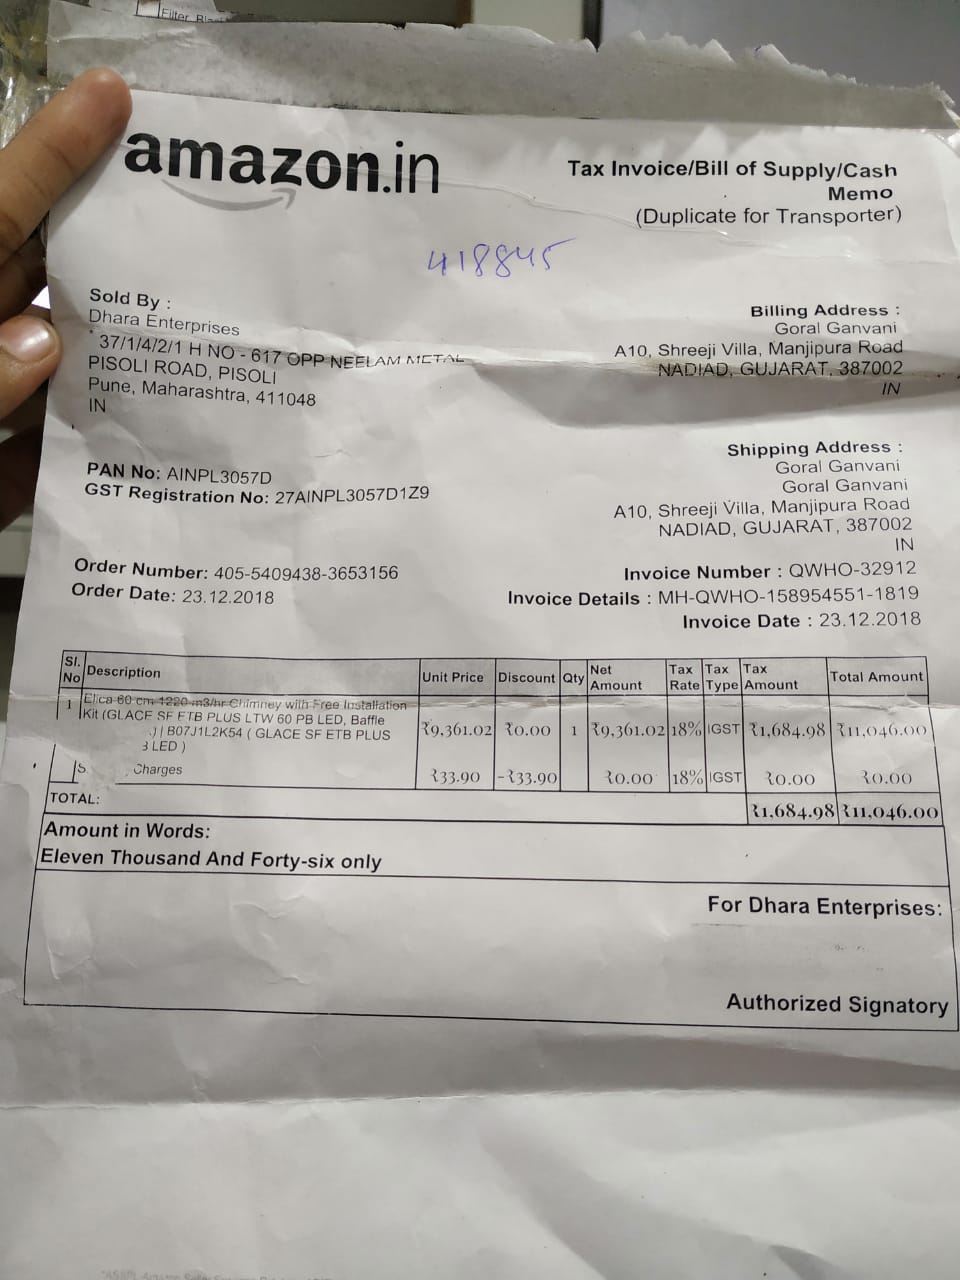 Filter
amazon.in
Tax Invoice/Bill of Supply/Cash
Memo
(Duplicate for Transporter)
418845
Sold By :
Dhara Enterprises
* 37/1/4/2/1 H NO - 617 OPP NEELAM METAL
PISOLI ROAD, PISOLI
Pune, Maharashtra, 411048
IN
Billing Address :
Goral Ganvani
A10, Shreeji Villa, Manjipura Road
NADIAD, GUJARAT, 387002
IN
PAN No: AINPL3057D
GST Registration No: 27AINPL3057D1Z9
Shipping Address :
Goral Ganvani
Goral Ganvani
A10, Shreeji Villa, Manjipura Road
NADIAD, GUJARAT, 387002
IN
Order Number: 405-5409438-3653156
Order Date: 23.12.2018
Invoice Number : QWHO-32912
Invoice Details : MH-QWHO-158954551-1819
Invoice Date : 23.12.2018
Sl. No Description Unit Price Discount Qty Net Amount Tax Rate Tax Type Tax Amount Total Amount
1 Elica 60 cm 1220 m3/hr Chimney with Free Installation
Kit (GLACE SF ETB PLUS LTW 60 PB LED, Baffle
) | B07J1L2K54 ( GLACE SF ETB PLUS
LED )
₹9,361.02 ₹0.00 1 ₹9,361.02 18% IGST ₹1,684.98 ₹11,046.00
Charges ₹33.90 -₹33.90 ₹0.00 18% IGST ₹0.00 ₹0.00
TOTAL: ₹1,684.98 ₹11,046.00
Amount in Words:
Eleven Thousand And Forty-six only
For Dhara Enterprises:
Authorized Signatory